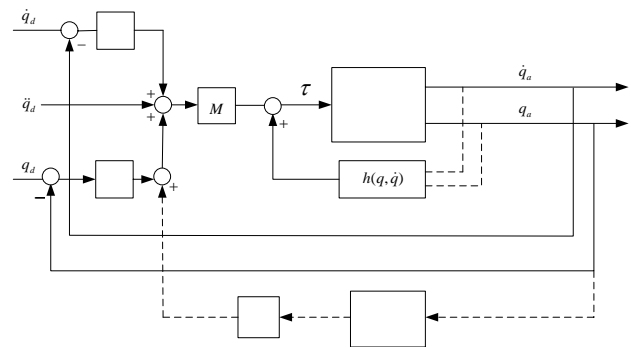 q̇_d
−
+
τ
q̇_a
q̈_d
+
M
+
q_a
q_d
+
h(q, q̇)
−